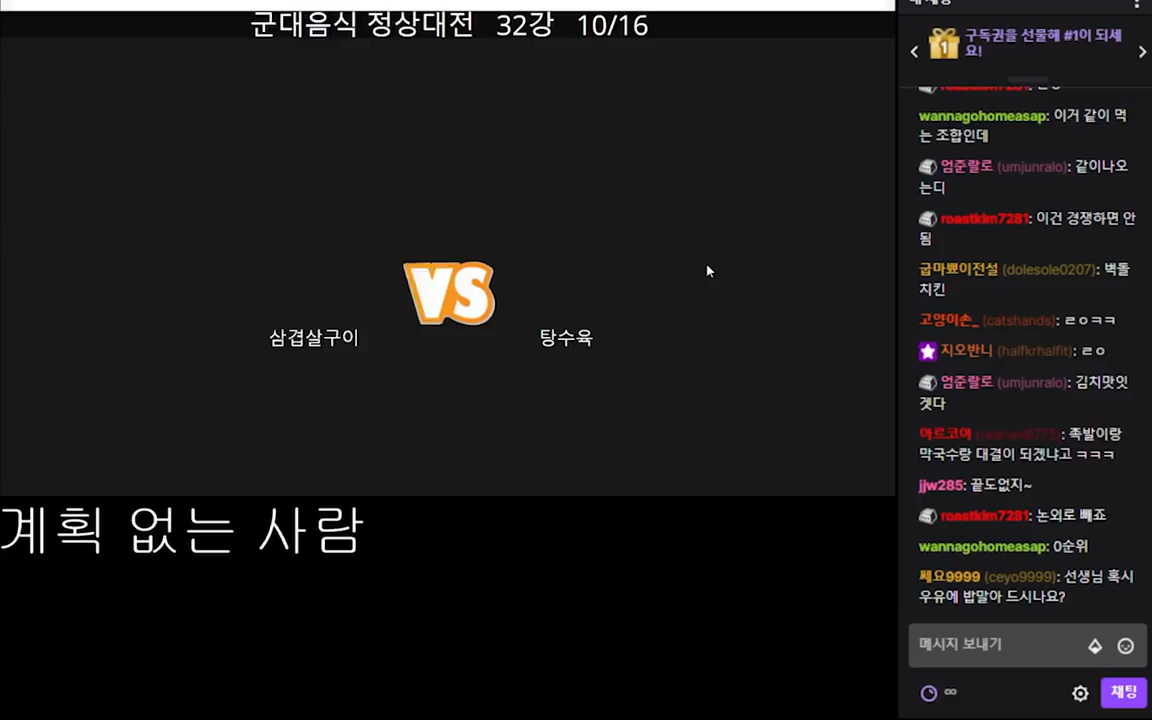 군대음식 정상대전 32강 10/16
VS
삼겹살구이
탕수육
계획 없는 사람
구독권을 선물해 #1이 되세
요!
1
wannagohomeasap: 이거 같이 먹
는 조합인데
엄준랄로 (umjunralo): 같이나오
는디
roastkim7281: 이건 경쟁하면 안
됨
굽마뾰이전설 (dolesole0207): 벽돌
치킨
고양이손_ (catshands): ㄹㅇㅋㅋ
지오반니 (halfkrhalfit): ㄹㅇ
엄준랄로 (umjunralo): 김치맛잇
겟다
아르코아 : 족발이랑
막국수랑 대결이 되겠냐고 ㅋㅋㅋ
jjw285: 끝도없지~
roastkim7281: 논외로 빼죠
wannagohomeasap: 0순위
쩨요9999 (ceyo9999): 선생님 혹시
우유에 밥말아 드시나요?
메시지 보내기
∞
채팅